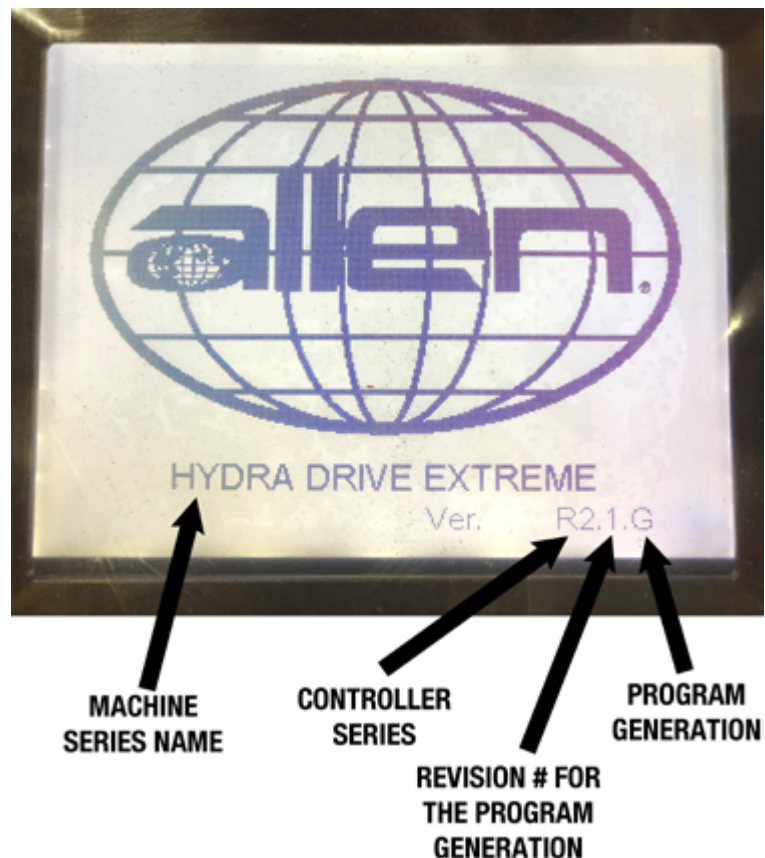 allen
HYDRA DRIVE EXTREME
Ver. R2.1.G
MACHINE
SERIES NAME
CONTROLLER
SERIES
PROGRAM
GENERATION
REVISION # FOR
THE PROGRAM
GENERATION